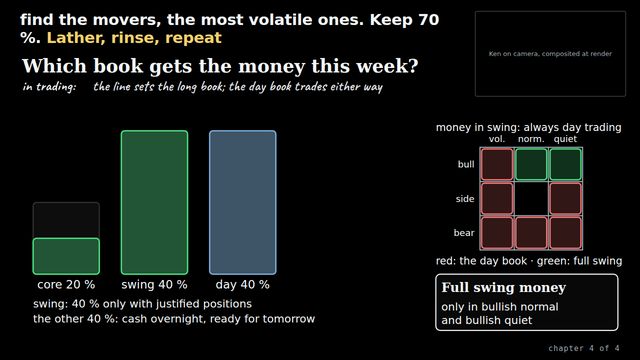 find the movers, the most volatile ones. Keep 70
%. Lather, rinse, repeat
Ken on camera, composited at render
Which book gets the money this week?
in trading: the line sets the long book; the day book trades either way
money in swing: always day trading
vol. norm. quiet
bull
side
bear
red: the day book · green: full swing
core 20 % swing 40 % day 40 %
swing: 40 % only with justified positions
the other 40 %: cash overnight, ready for tomorrow
Full swing money
only in bullish normal
and bullish quiet
chapter 4 of 4